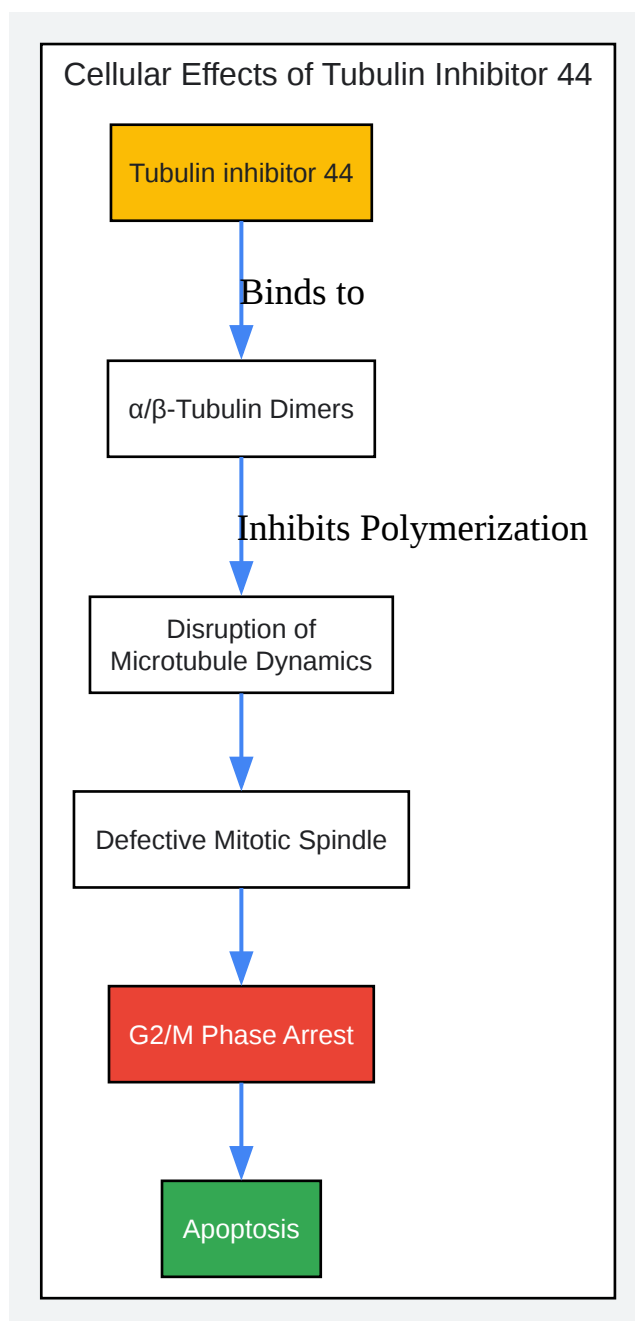 Cellular Effects of Tubulin Inhibitor 44
Tubulin inhibitor 44
Binds to
α/β-Tubulin Dimers
Inhibits Polymerization
Disruption of
Microtubule Dynamics
Defective Mitotic Spindle
G2/M Phase Arrest
Apoptosis